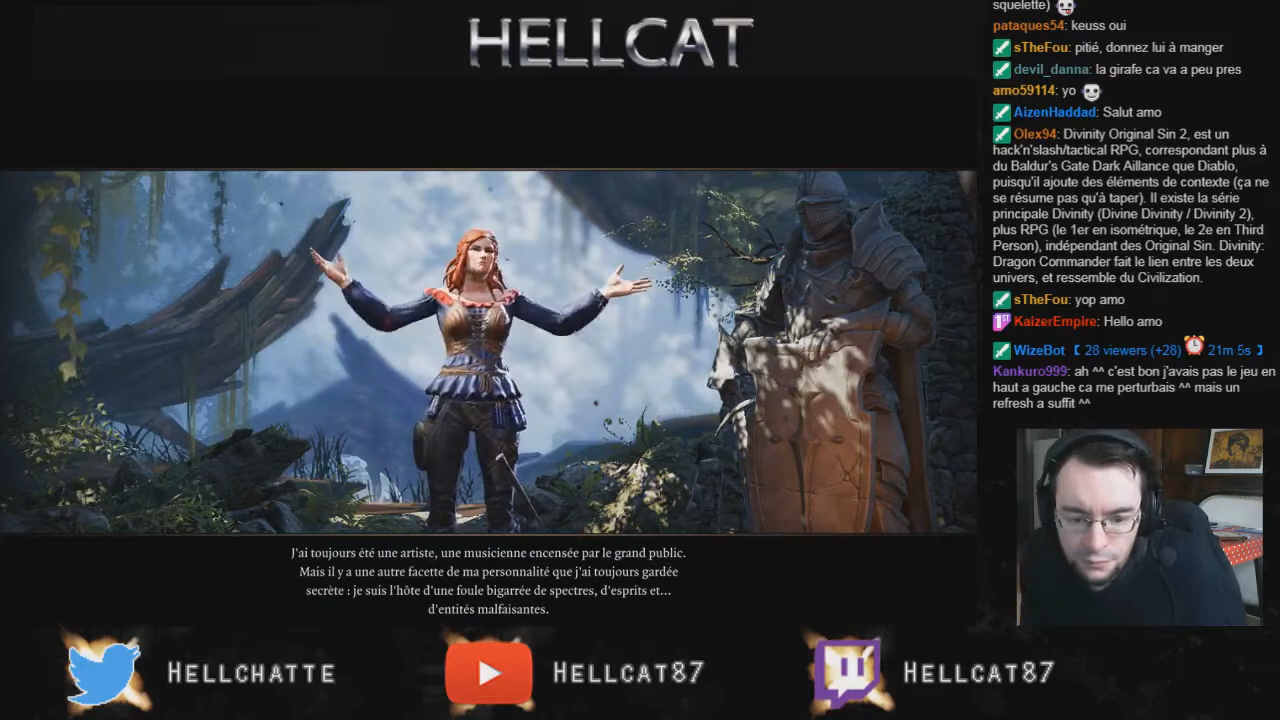 HELLCAT
squelette)
pataques54: keuss oui
sTheFou: pitié, donnez lui à manger
devil_danna: la girafe ca va a peu pres
amo59114: yo
AizenHaddad: Salut amo
Olex94: Divinity Original Sin 2, est un
hack'n'slash/tactical RPG, correspondant plus à
du Baldur's Gate Dark Aillance que Diablo,
puisqu'il ajoute des éléments de contexte (ça ne
se résume pas qu'à taper). Il existe la série
principale Divinity (Divine Divinity / Divinity 2),
plus RPG (le 1er en isométrique, le 2e en Third
Person), indépendant des Original Sin. Divinity:
Dragon Commander fait le lien entre les deux
univers, et ressemble du Civilization.
sTheFou: yop amo
1ST KaizerEmpire: Hello amo
WizeBot 【 28 viewers (+28) 21m 5s 】
Kankuro999: ah ^^ c'est bon j'avais pas le jeu en
haut a gauche ca me perturbais ^^ mais un
refresh a suffit ^^
J'ai toujours été une artiste, une musicienne encensée par le grand public.
Mais il y a une autre facette de ma personnalité que j'ai toujours gardée
secrète : je suis l'hôte d'une foule bigarrée de spectres, d'esprits et...
d'entités malfaisantes.
HELLCHATTE
HELLCAT87
HELLCAT87